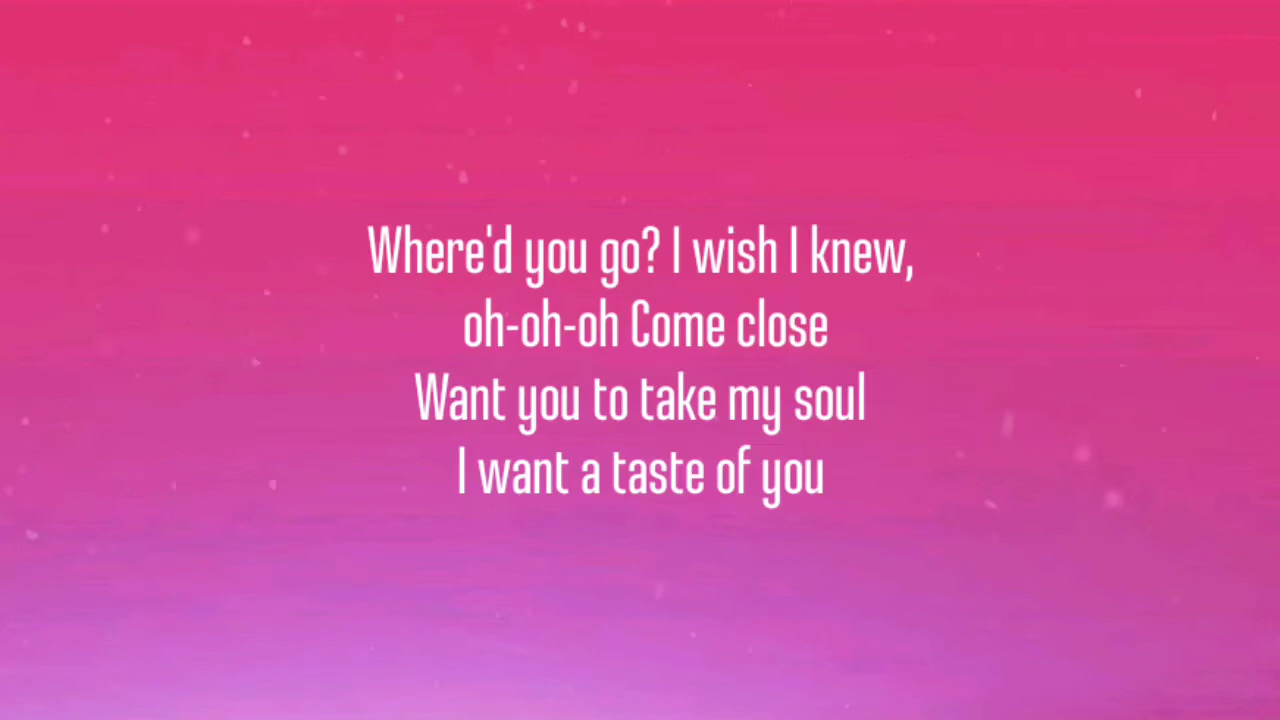 Where'd you go? I wish I knew,
oh-oh-oh Come close
Want you to take my soul
I want a taste of you